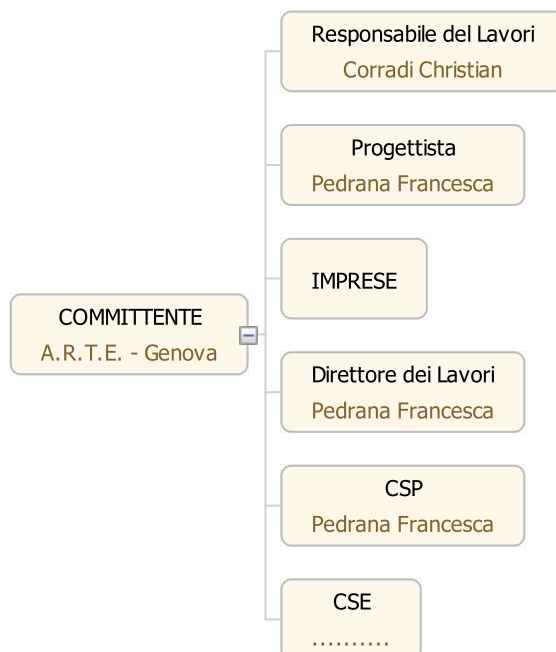 Responsabile del Lavori
Corradi Christian
Progettista
Pedrana Francesca
IMPRESE
COMMITTENTE
A.R.T.E. - Genova
Direttore dei Lavori
Pedrana Francesca
CSP
Pedrana Francesca
CSE
..........